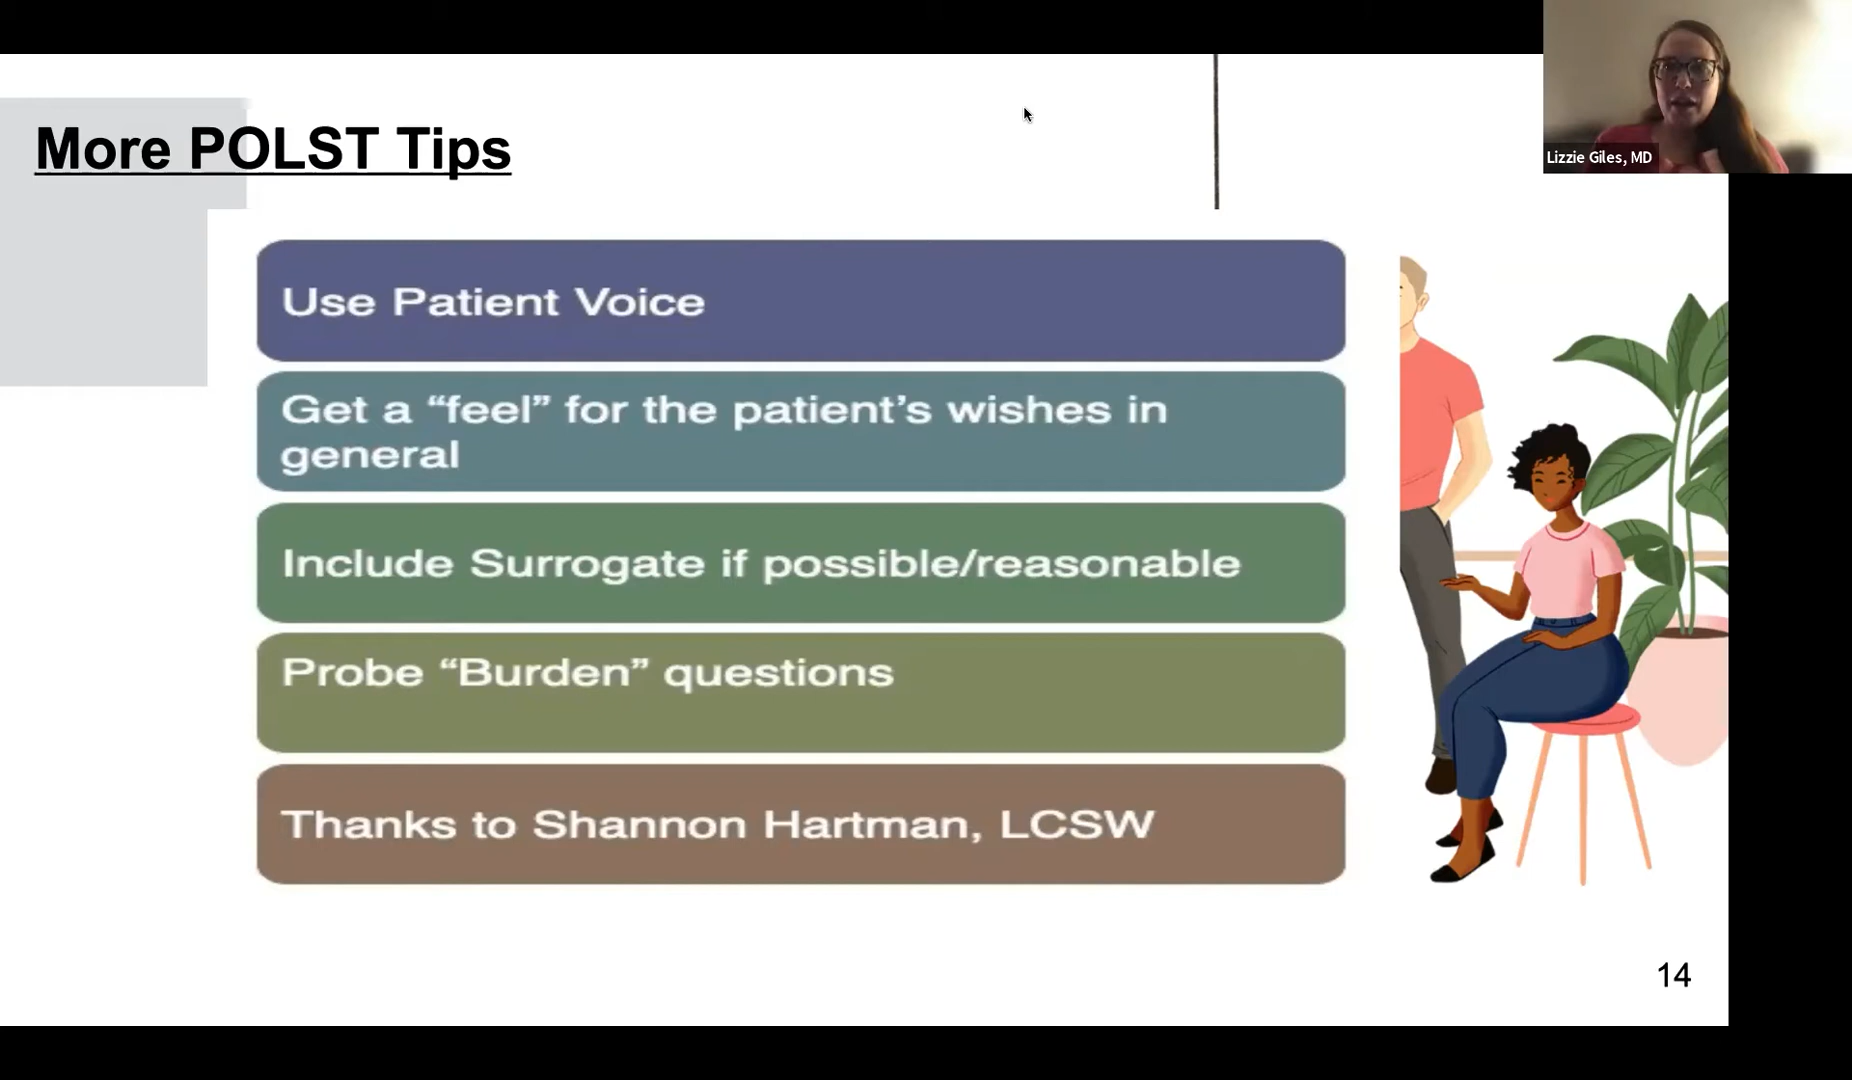 Lizzie Giles, MD
More POLST Tips
Use Patient Voice
Get a “feel” for the patient’s wishes in
general
Include Surrogate if possible/reasonable
Probe “Burden” questions
Thanks to Shannon Hartman, LCSW
14